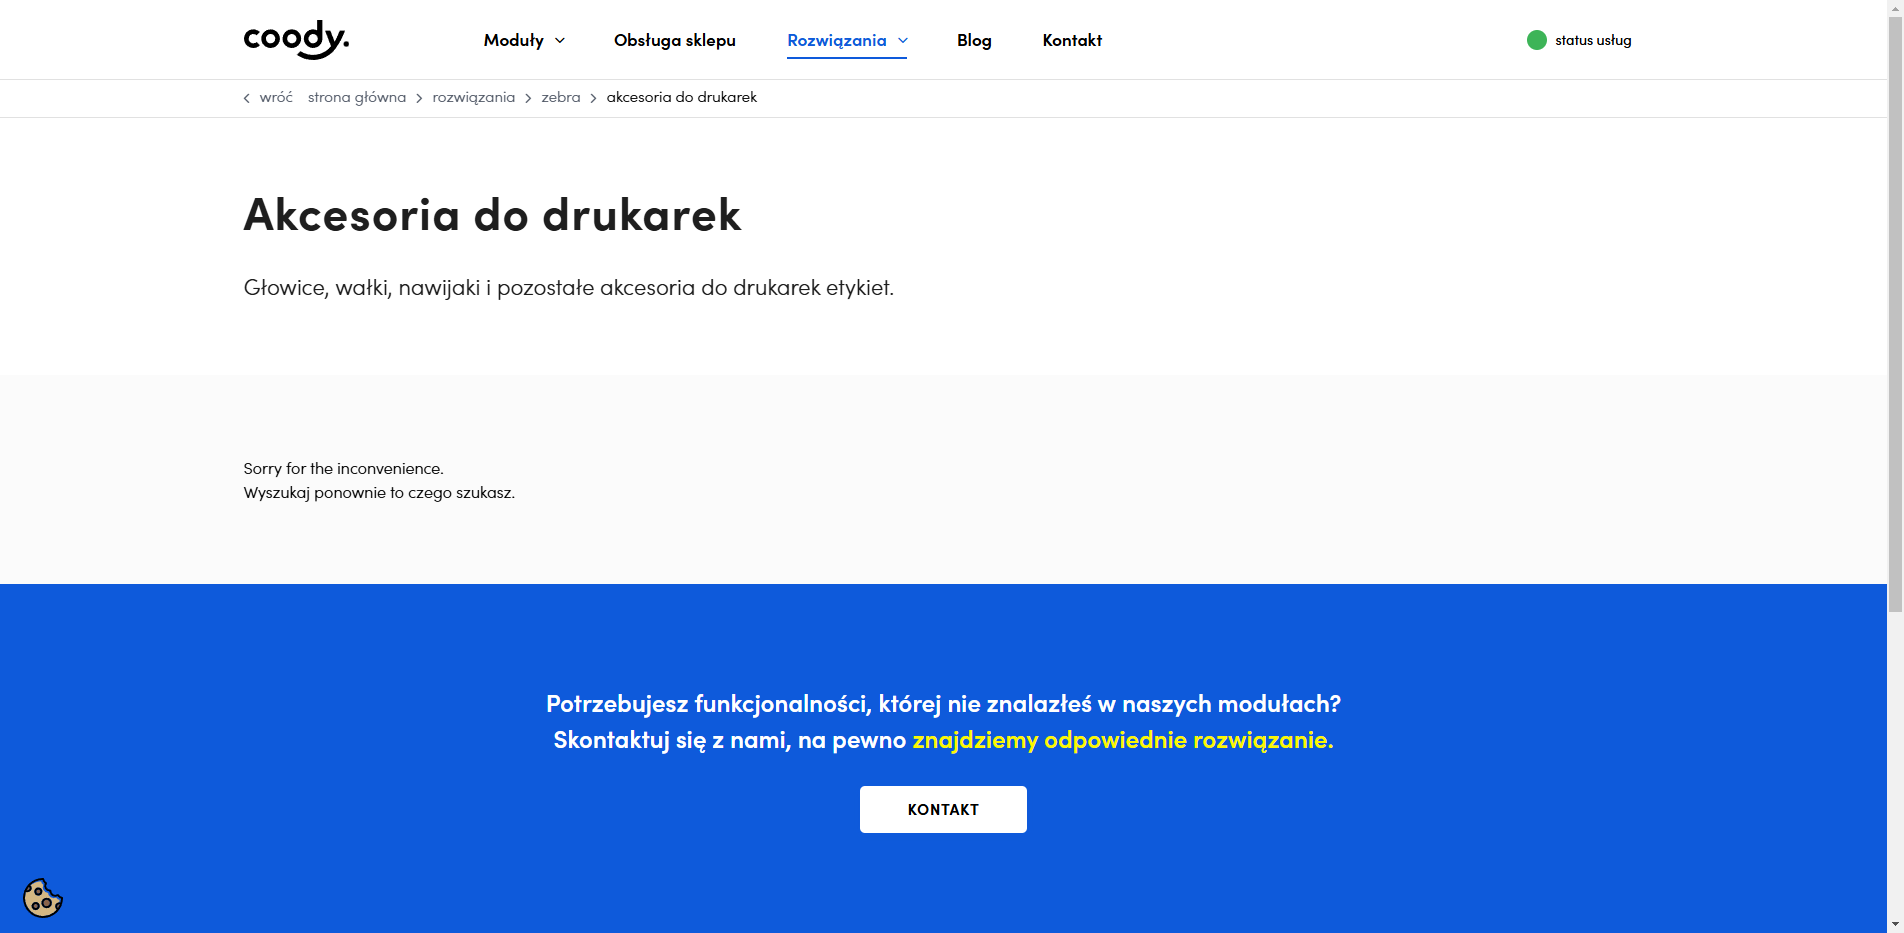 coody.
Moduły
Obsługa sklepu
Rozwiązania
Blog
Kontakt
status usług
wróć strona główna rozwiązania zebra akcesoria do drukarek
Akcesoria do drukarek
Głowice, wałki, nawijaki i pozostałe akcesoria do drukarek etykiet.
Sorry for the inconvenience.
Wyszukaj ponownie to czego szukasz.
Potrzebujesz funkcjonalności, której nie znalazłeś w naszych modułach?
Skontaktuj się z nami, na pewno znajdziemy odpowiednie rozwiązanie.
KONTAKT